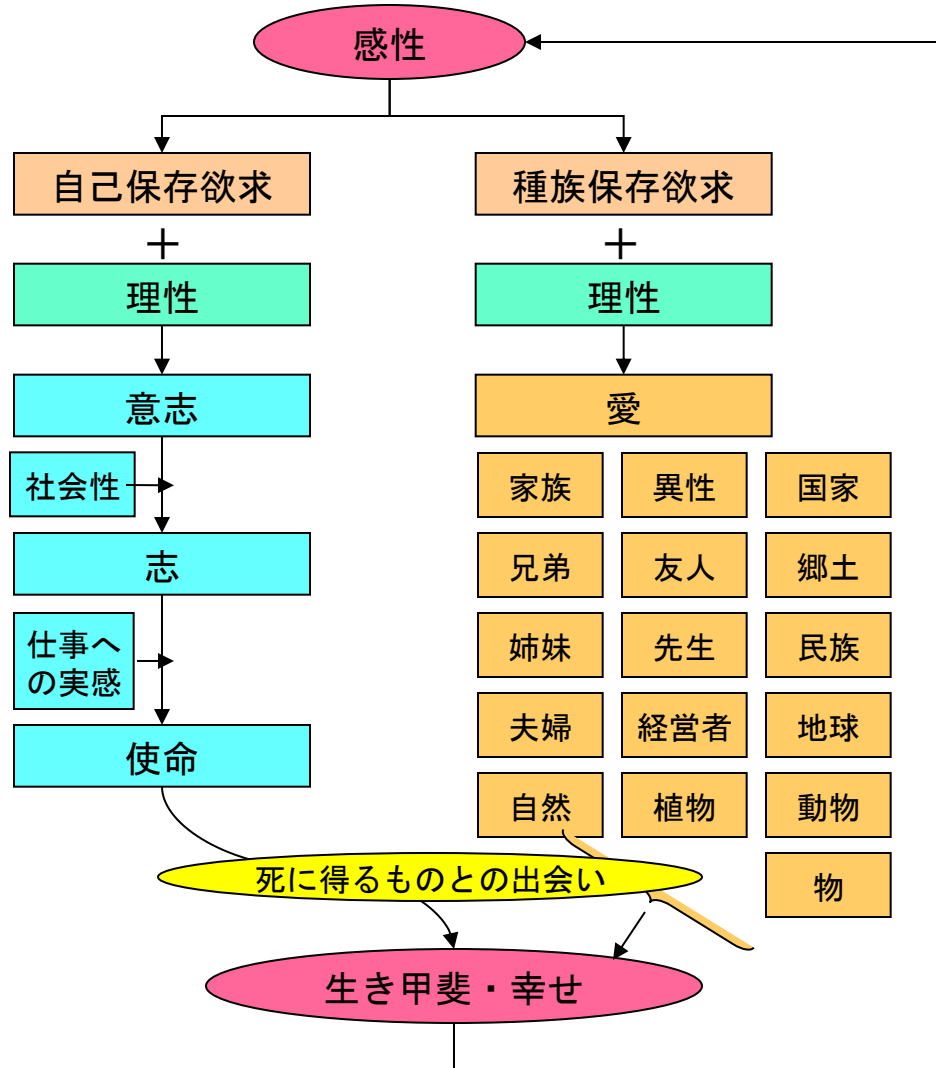 感性
自己保存欲求
種族保存欲求
＋
＋
理性
理性
意志
愛
社会性
家族
異性
国家
志
兄弟
友人
郷土
仕事へ
の実感
姉妹
先生
民族
使命
夫婦
経営者
地球
自然
植物
動物
死に得るものとの出会い
物
生き甲斐・幸せ